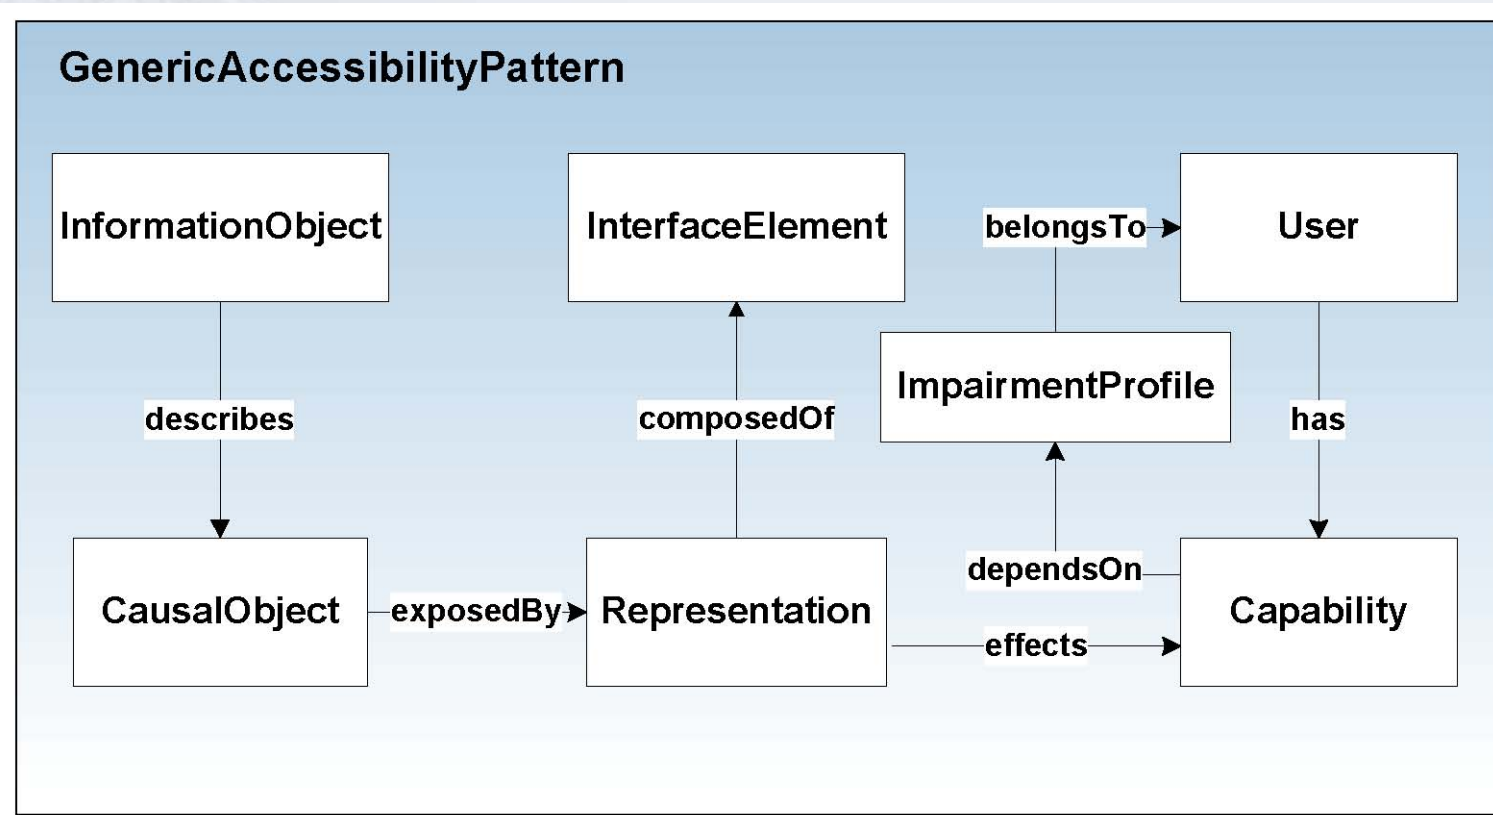 GenericAccessibilityPattern
InformationObject
InterfaceElement
belongsTo
User
ImpairmentProfile
describes
composedOf
has
dependsOn
CausalObject
exposedBy
Representation
effects
Capability